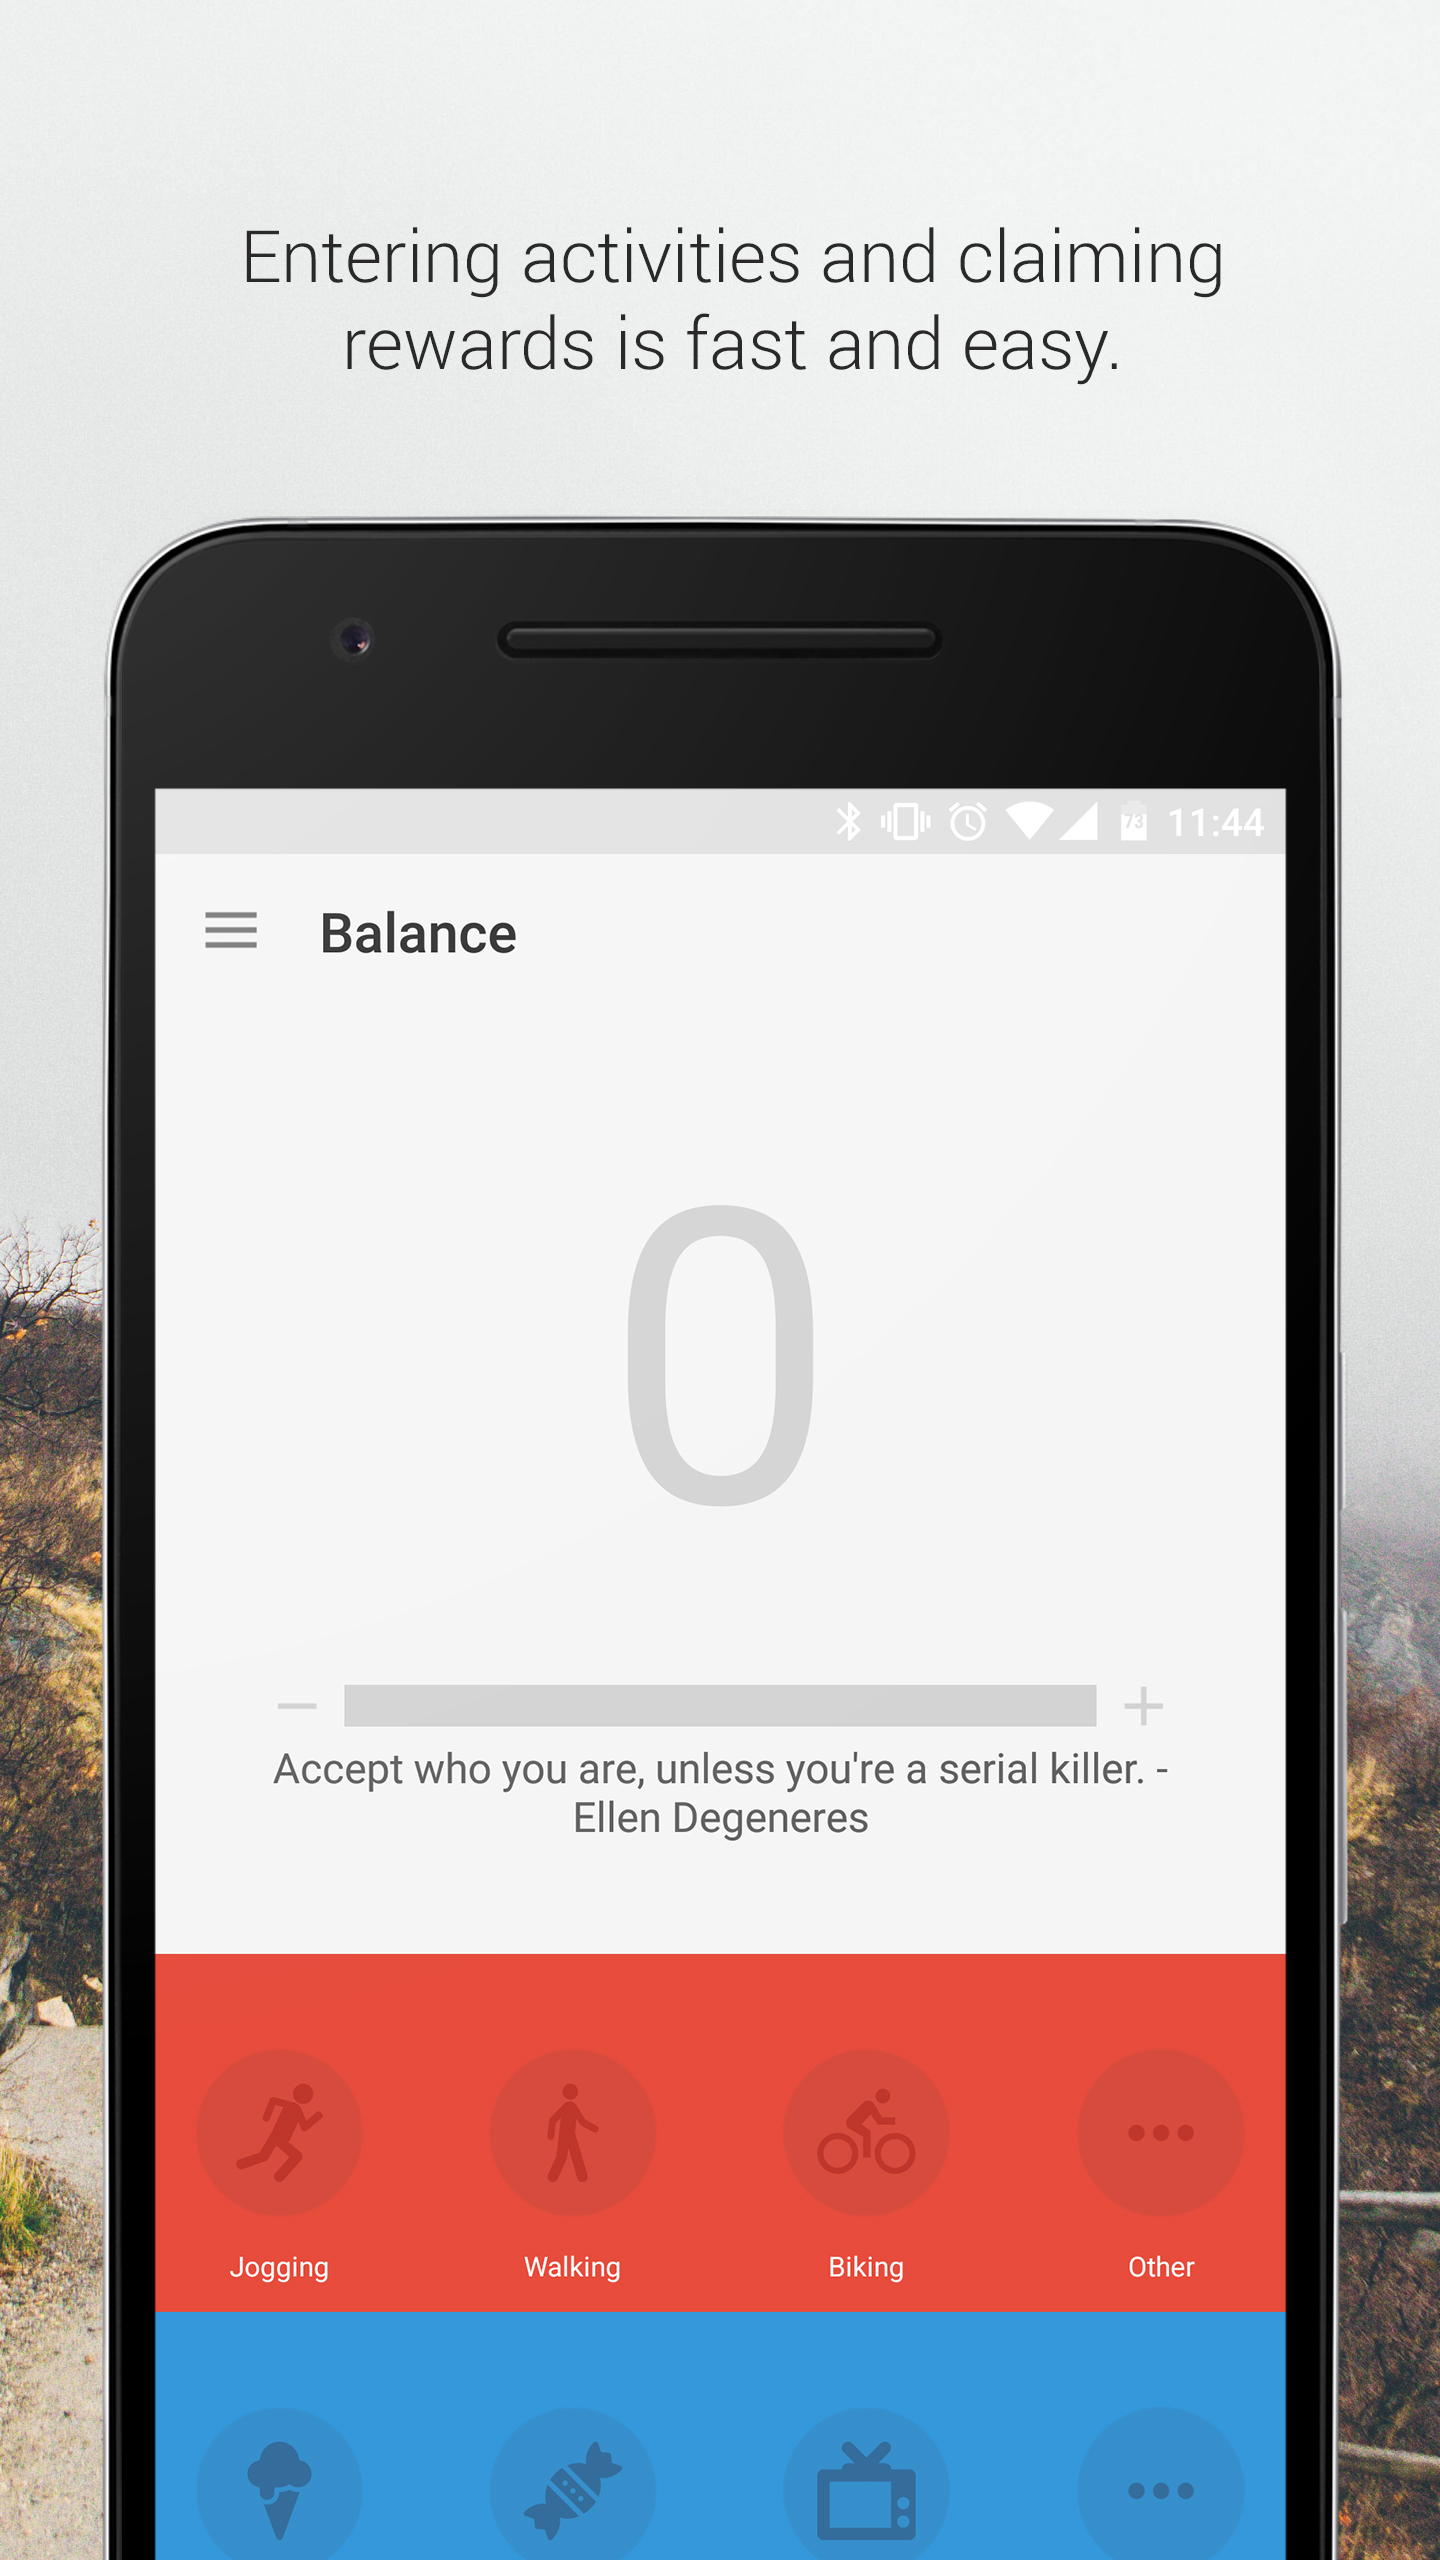 Entering activities and claiming
rewards is fast and easy.
73
11:44
Balance
0
Accept who you are, unless you're a serial killer. -
Ellen Degeneres
Jogging
Walking
Biking
Other